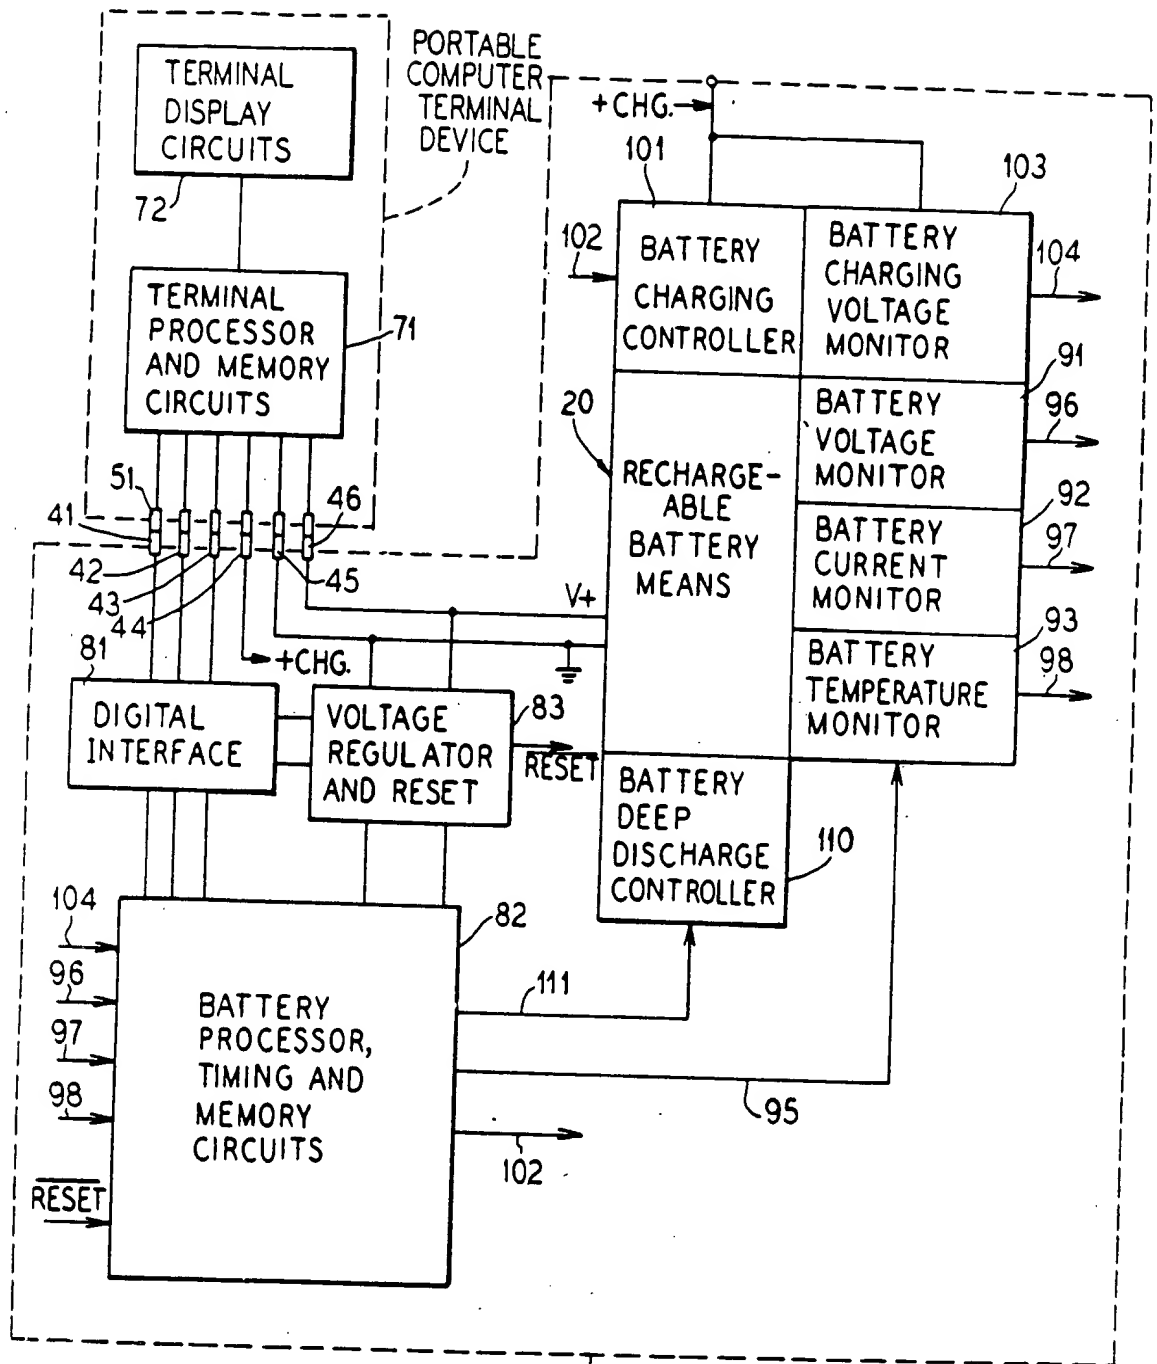 TERMINAL
DISPLAY
CIRCUITS
72
PORTABLE
COMPUTER
TERMINAL
DEVICE
TERMINAL
PROCESSOR
AND MEMORY
CIRCUITS
71
51
41
42
43
44
45
46
+CHG.
V+
81
DIGITAL
INTERFACE
VOLTAGE
REGULATOR
AND RESET
83
RESET
+CHG.
101
103
102
BATTERY
CHARGING
CONTROLLER
BATTERY
CHARGING
VOLTAGE
MONITOR
104
91
20
RECHARGE-
ABLE
BATTERY
MEANS
BATTERY
VOLTAGE
MONITOR
96
92
BATTERY
CURRENT
MONITOR
97
93
BATTERY
TEMPERATURE
MONITOR
98
BATTERY
DEEP
DISCHARGE
CONTROLLER
110
104
96
97
98
RESET
82
BATTERY
PROCESSOR,
TIMING AND
MEMORY
CIRCUITS
111
95
102